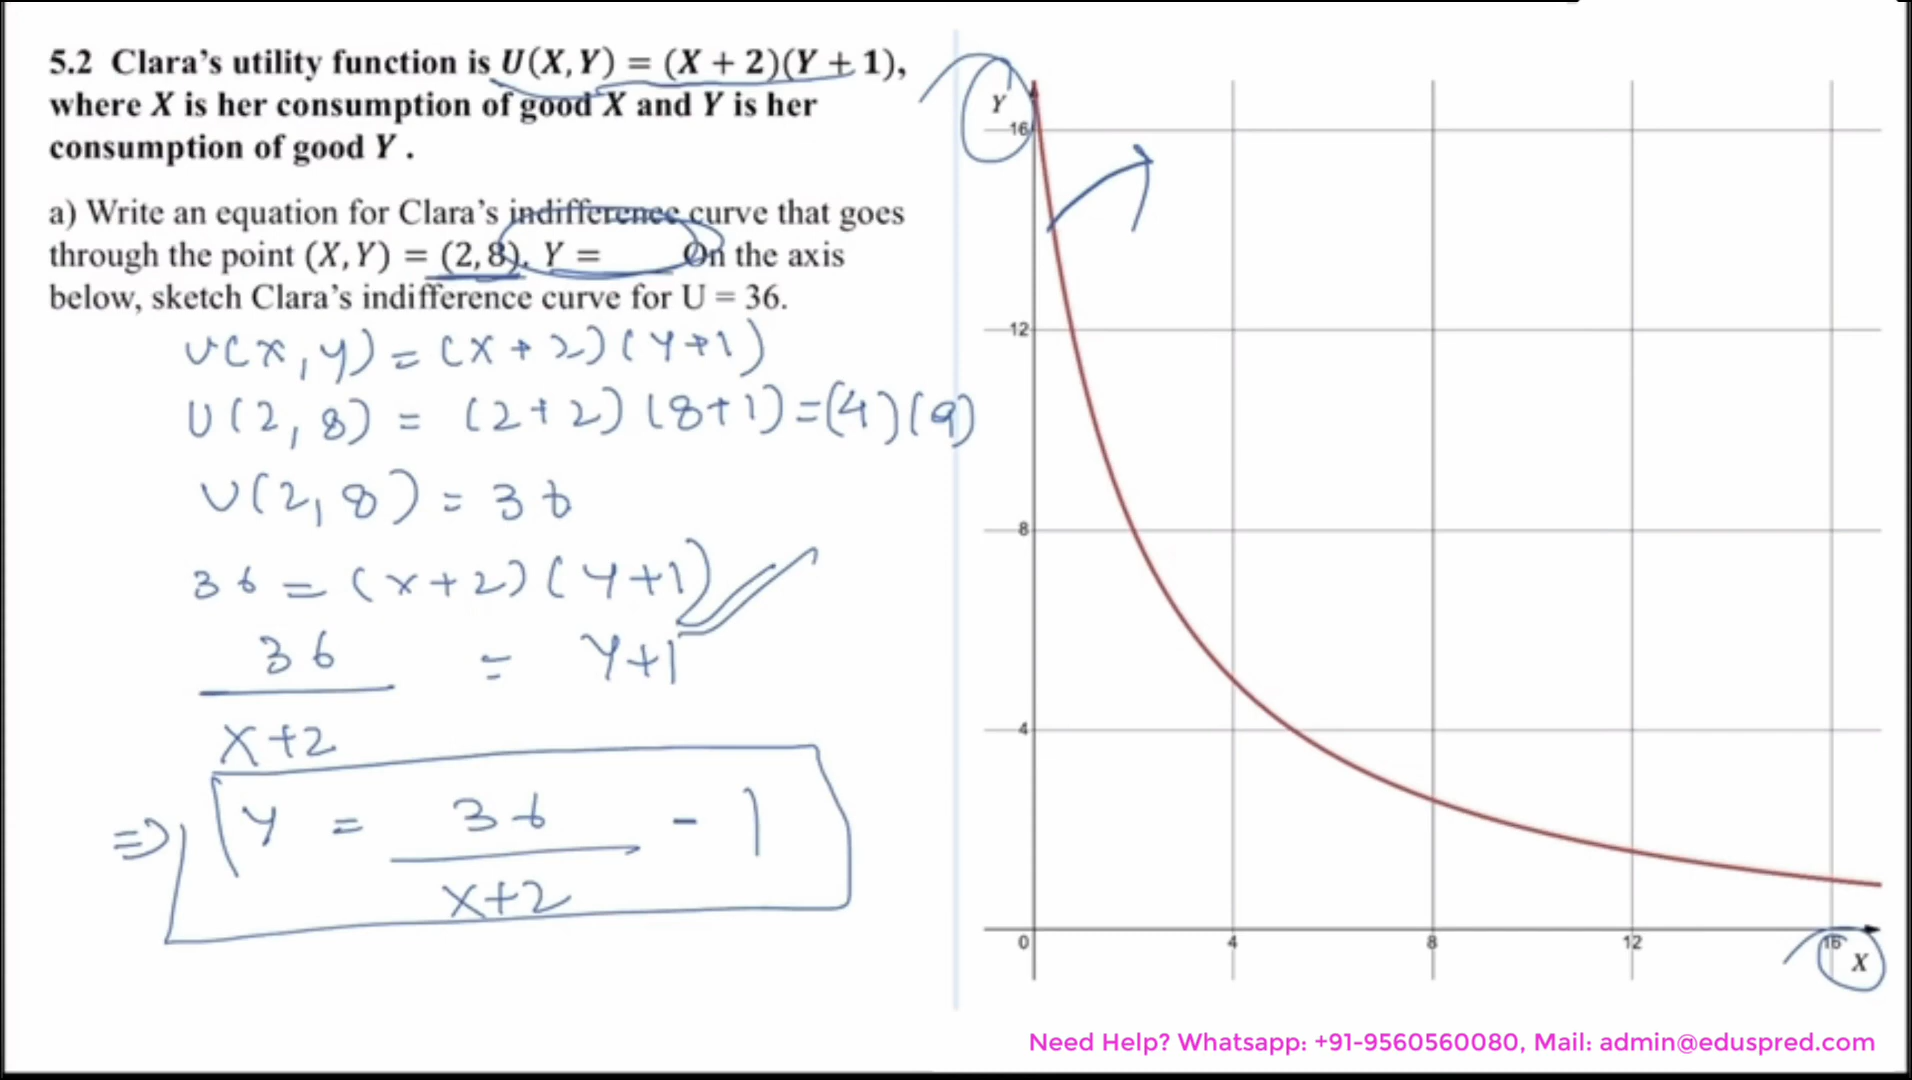 5.2 Clara's utility function is U(X,Y) = (X + 2)(Y + 1),
where X is her consumption of good X and Y is her
consumption of good Y .
a) Write an equation for Clara's indifference curve that goes
through the point (X,Y) = (2,8). Y = ______ On the axis
below, sketch Clara's indifference curve for U = 36.
U(x,y) = (x+2)(y+1)
U(2,8) = (2+2)(8+1)=(4)(9)
U(2,8) = 36
36 = (x+2)(y+1)
36
= y+1
x+2
⇒ y = 36 - 1
x+2
Y
16
12
8
4
0 4 8 12 16
X
Need Help? Whatsapp: +91-9560560080, Mail: admin@eduspred.com